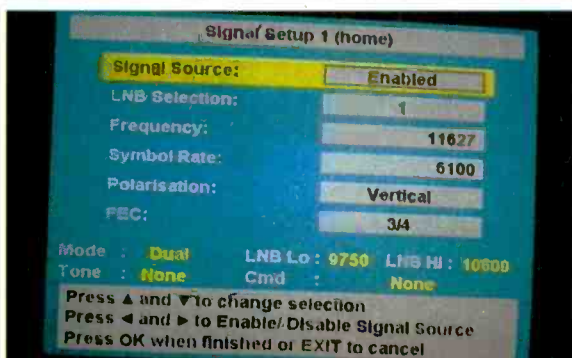 Signal Setup 1 (home)
Signal Source: Enabled
LNB Selection: 1
Frequency: 11627
Symbol Rate: 6100
Polarisation: Vertical
FEC: 3/4
Mode : Dual LNB Lo : 9750 LNB Hi : 10600
Tone : None Cmd : None
Press ▲ and ▼ to change selection
Press ◄ and ► to Enable/Disable Signal Source
Press OK when finished or EXIT to cancel